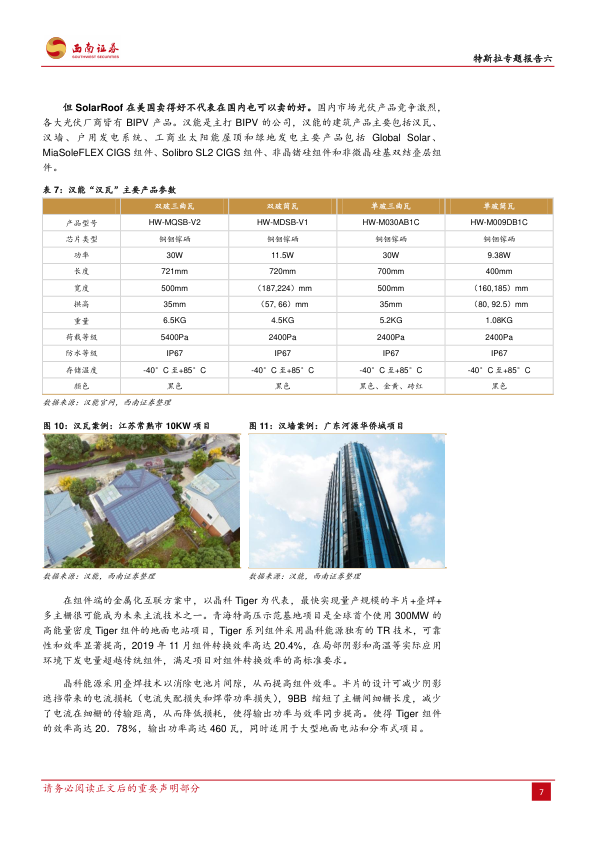 西南证券
SOUTHWEST SECURITIES
特斯拉专题报告六
但 SolarRoof 在美国卖得好不代表在国内也可以卖的好。国内市场光伏产品竞争激烈,
各大光伏厂商皆有 BIPV 产品。汉能是主打 BIPV 的公司，汉能的建筑产品主要包括汉瓦、
汉墙、户用发电系统、工商业太阳能屋顶和绿地发电主要产品包括 Global Solar、
MiaSoleFLEX CIGS 组件、Solibro SL2 CIGS 组件、非晶锗硅组件和非微晶硅基双结叠层组
件。
表 7：汉能“汉瓦”主要产品参数
双玻三曲瓦 双玻筒瓦 单玻三曲瓦 单玻筒瓦
产品型号 HW-MQSB-V2 HW-MDSB-V1 HW-M030AB1C HW-M009DB1C
芯片类型 铜铟镓硒 铜铟镓硒 铜铟镓硒 铜铟镓硒
功率 30W 11.5W 30W 9.38W
长度 721mm 720mm 700mm 400mm
宽度 500mm （187,224）mm 500mm （160,185）mm
拱高 35mm （57, 66）mm 35mm （80, 92.5）mm
重量 6.5KG 4.5KG 5.2KG 1.08KG
荷载等级 5400Pa 2400Pa 2400Pa 2400Pa
防水等级 IP67 IP67 IP67 IP67
存储温度 -40°C 至+85°C -40°C 至+85°C -40°C 至+85°C -40°C 至+85°C
颜色 黑色 黑色 黑色、金黄、砖红 黑色
数据来源：汉能官网，西南证券整理
图 10：汉瓦案例：江苏常熟市 10KW 项目 图 11：汉墙案例：广东河源华侨城项目
数据来源：汉能，西南证券整理 数据来源：汉能，西南证券整理
在组件端的金属化互联方案中，以晶科 Tiger 为代表，最快实现量产规模的半片+叠焊+
多主栅很可能成为未来主流技术之一。青海特高压示范基地项目是全球首个使用 300MW 的
高能量密度 Tiger 组件的地面电站项目，Tiger 系列组件采用晶科能源独有的 TR 技术，可靠
性和效率显著提高，2019 年 11 月组件转换效率高达 20.4%，在局部阴影和高温等实际应用
环境下发电量超越传统组件，满足项目对组件转换效率的高标准要求。
晶科能源采用叠焊技术以消除电池片间隙，从而提高组件效率。半片的设计可减少阴影
遮挡带来的电流损耗（电流失配损失和焊带功率损失），9BB 缩短了主栅间细栅长度，减少
了电流在细栅的传输距离，从而降低损耗，使得输出功率与效率同步提高。使得 Tiger 组件
的效率高达 20．78%，输出功率高达 460 瓦，同时适用于大型地面电站和分布式项目。
请务必阅读正文后的重要声明部分
7